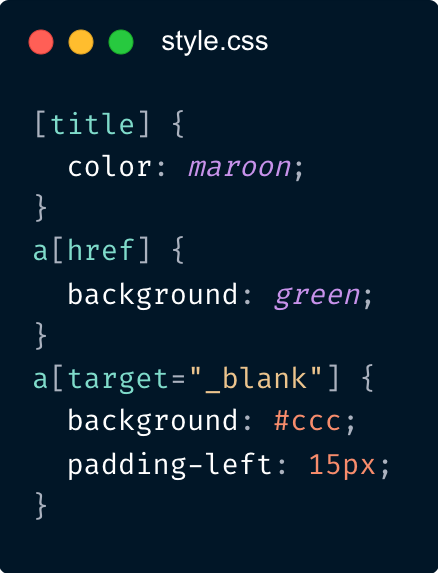 style.css
[title] {
  color: maroon;
}
a[href] {
  background: green;
}
a[target="_blank"] {
  background: #ccc;
  padding-left: 15px;
}